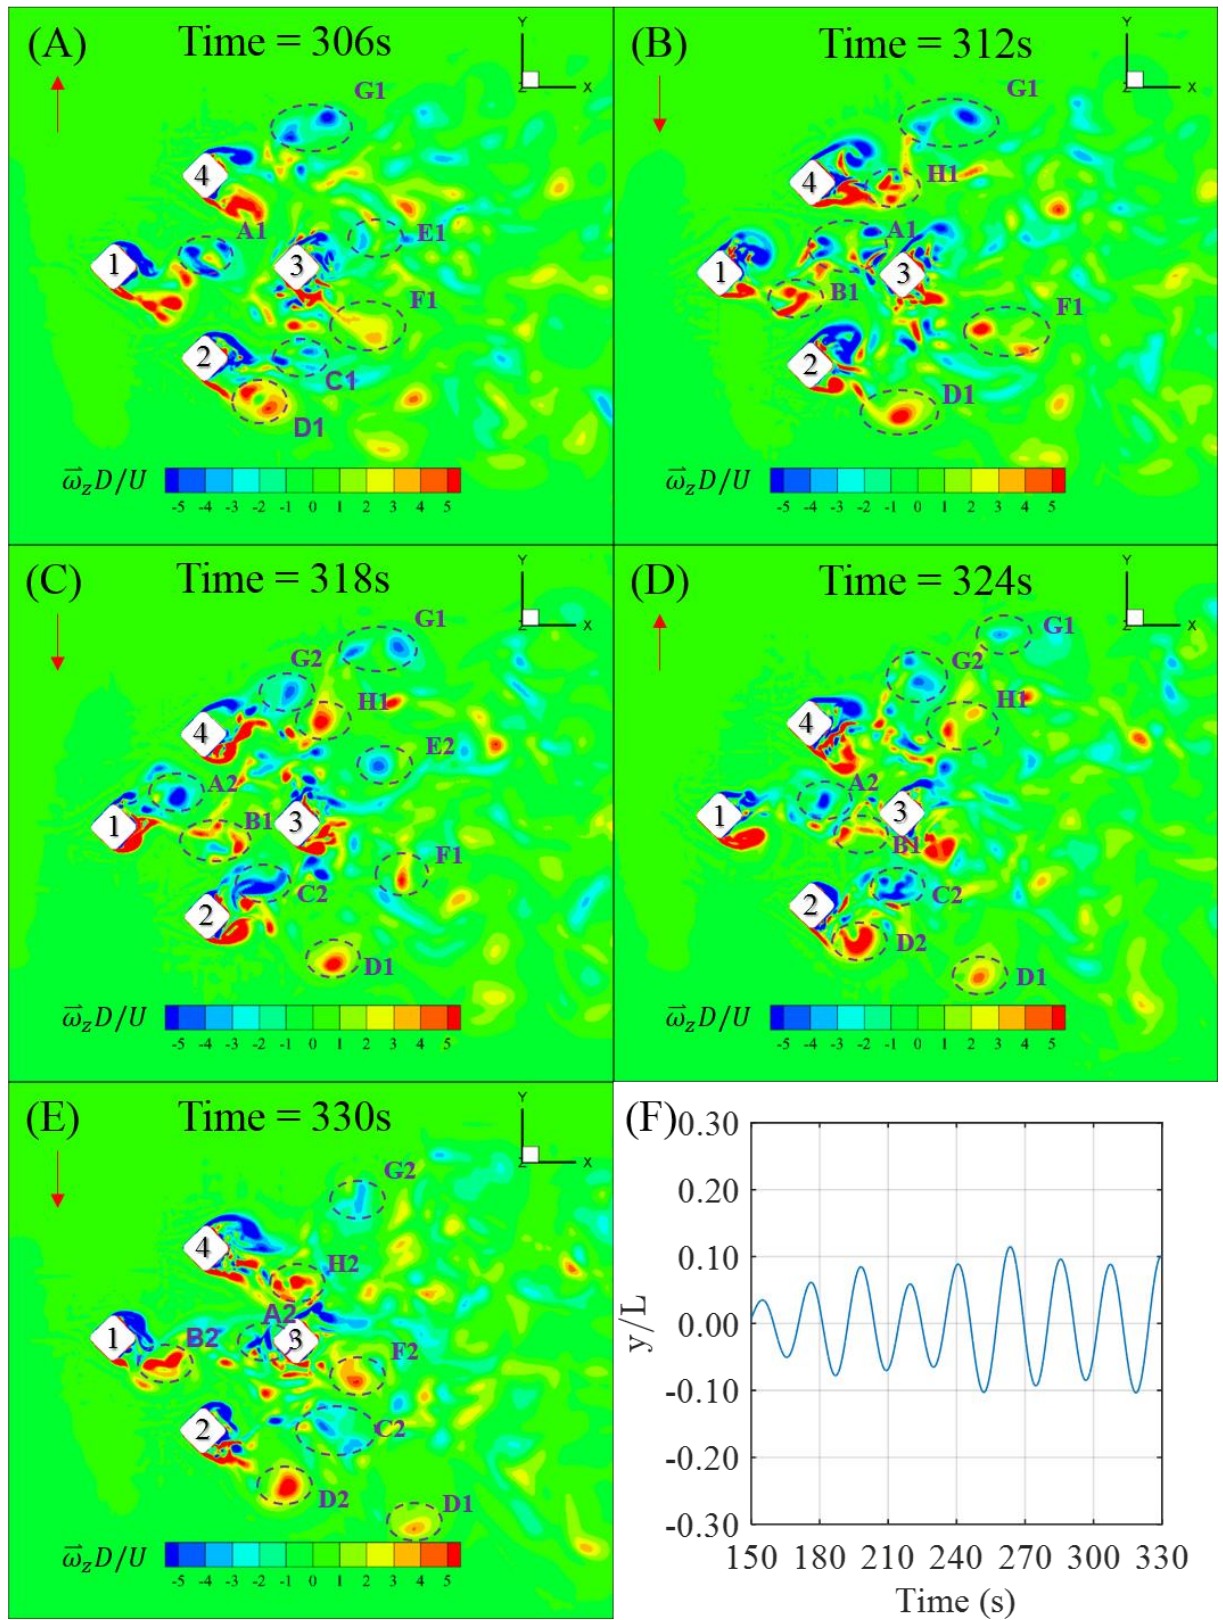 (A) Time = 306s
Y
Z X
G1
4
A1
E1
1
3
F1
2
C1
D1
ω⃗zD/U
-5 -4 -3 -2 -1 0 1 2 3 4 5
(B) Time = 312s
Y
Z X
G1
4
H1
A1
1
3
B1
F1
2
D1
-5 -4 -3 -2 -1 0 1 2 3 4 5
(C) Time = 318s
Y
Z X
G1
G2
H1
4
E2
A2
1
B1
3
F1
C2
2
D1
ω⃗zD/U
-5 -4 -3 -2 -1 0 1 2 3 4 5
(D) Time = 324s
Y
Z X
G1
G2
H1
4
A2
1
3
B1
C2
2
D2
D1
-5 -4 -3 -2 -1 0 1 2 3 4 5
(E) Time = 330s
Y
Z X
G2
4
H2
A2
1
B2
3
F2
2
C2
D2
D1
ω⃗zD/U
-5 -4 -3 -2 -1 0 1 2 3 4 5
(F)
0.30
0.20
0.10
0.00
-0.10
-0.20
-0.30
y/L
150 180 210 240 270 300 330
Time (s)